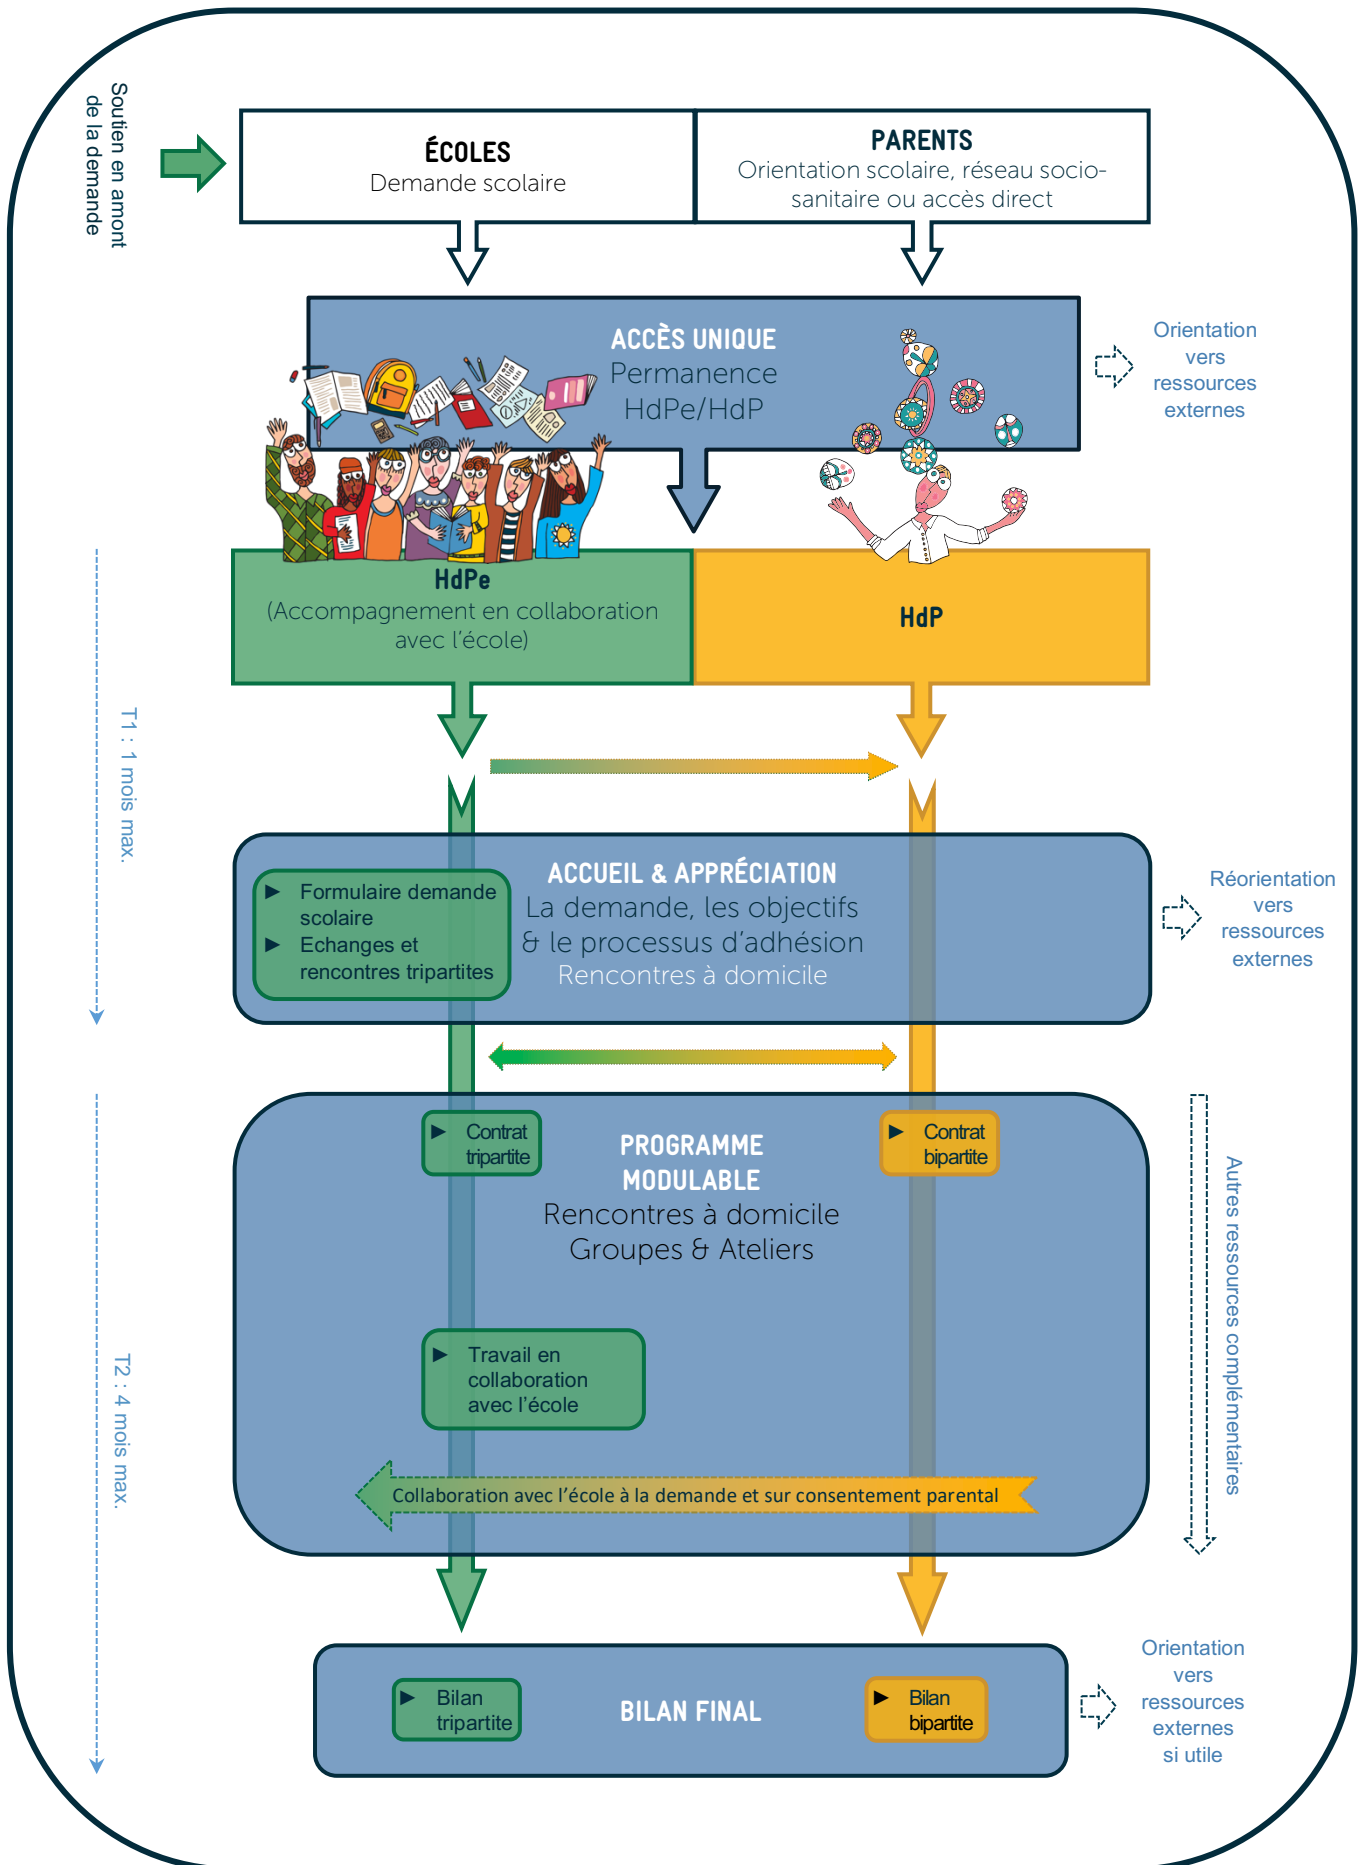 Soutien en amont
de la demande
ÉCOLES
Demande scolaire
PARENTS
Orientation scolaire, réseau socio-
sanitaire ou accès direct
ACCÈS UNIQUE
Permanence
HdPe/HdP
Orientation
vers
ressources
externes
HdPe
(Accompagnement en collaboration
avec l'école)
HdP
T1 : 1 mois max.
ACCUEIL & APPRÉCIATION
La demande, les objectifs
& le processus d'adhésion
Rencontres à domicile
► Formulaire demande
scolaire
► Echanges et
rencontres tripartites
Réorientation
vers
ressources
externes
► Contrat
tripartite
PROGRAMME
MODULABLE
Rencontres à domicile
Groupes & Ateliers
► Contrat
bipartite
Autres ressources complémentaires
T2 : 4 mois max.
► Travail en
collaboration
avec l'école
Collaboration avec l'école à la demande et sur consentement parental
► Bilan
tripartite
BILAN FINAL
► Bilan
bipartite
Orientation
vers
ressources
externes
si utile